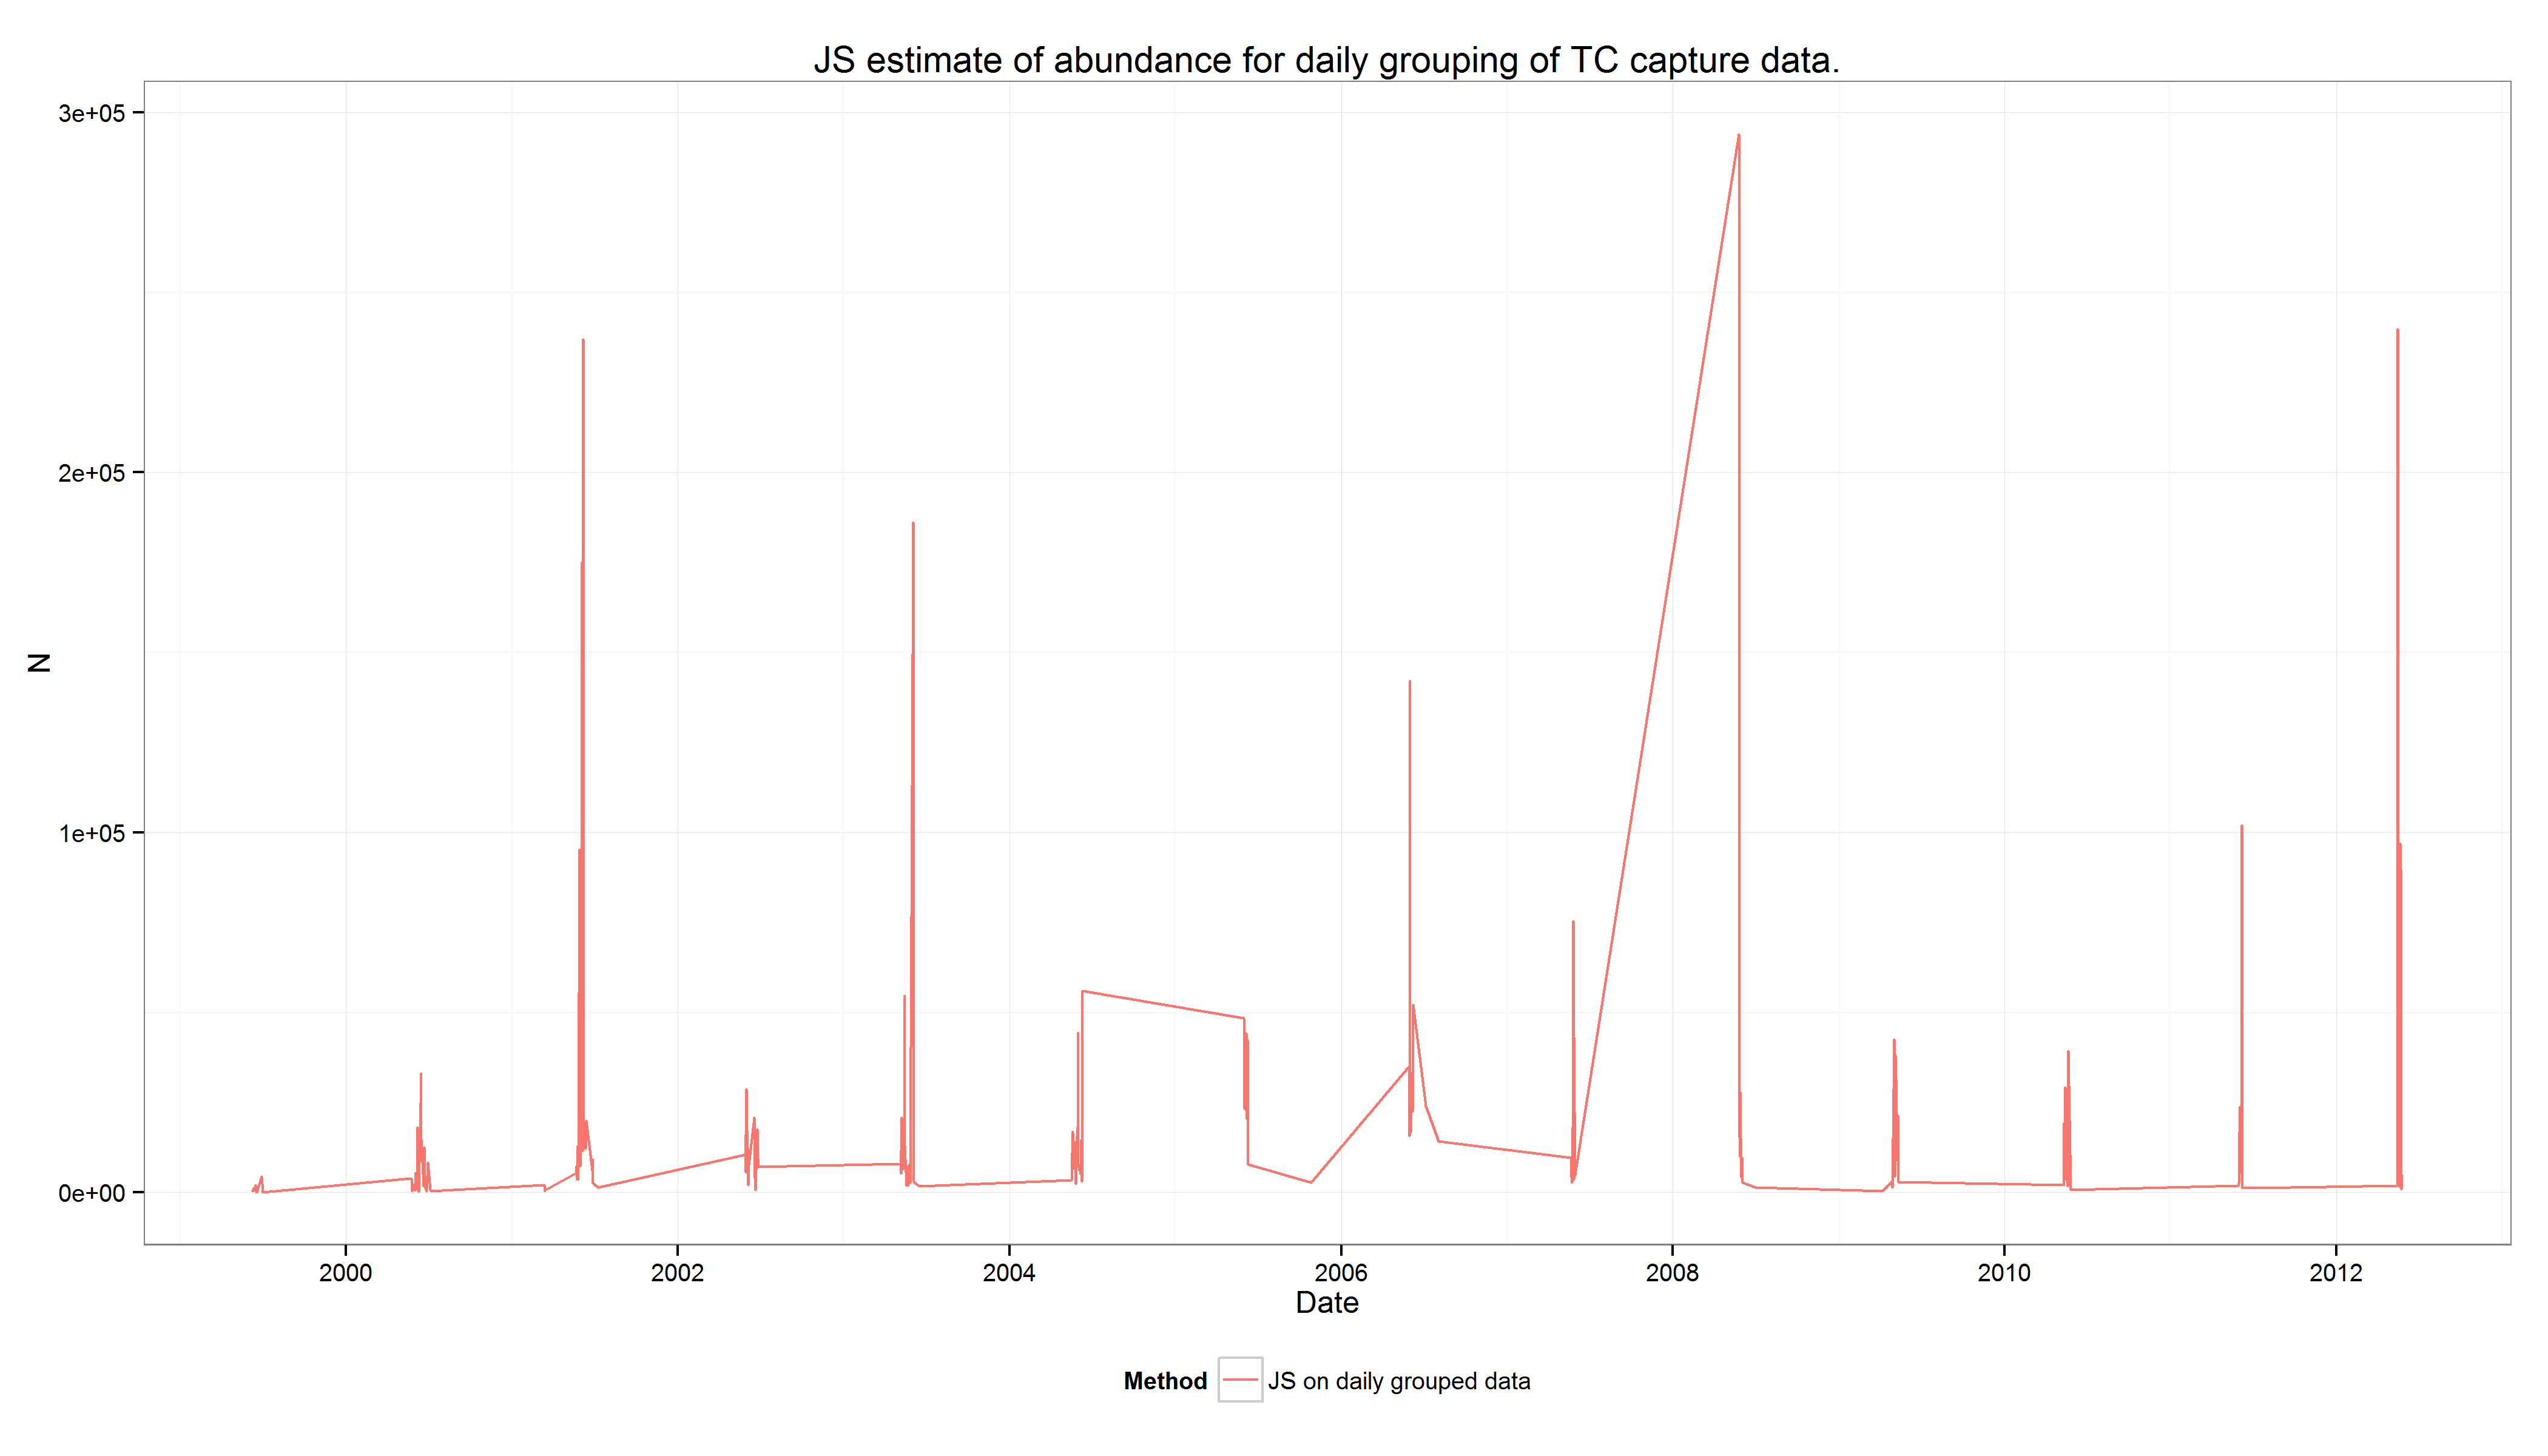 JS estimate of abundance for daily grouping of TC capture data.
3e+05
2e+05
1e+05
0e+00
N
2000 2002 2004 2006 2008 2010 2012
Date
Method JS on daily grouped data